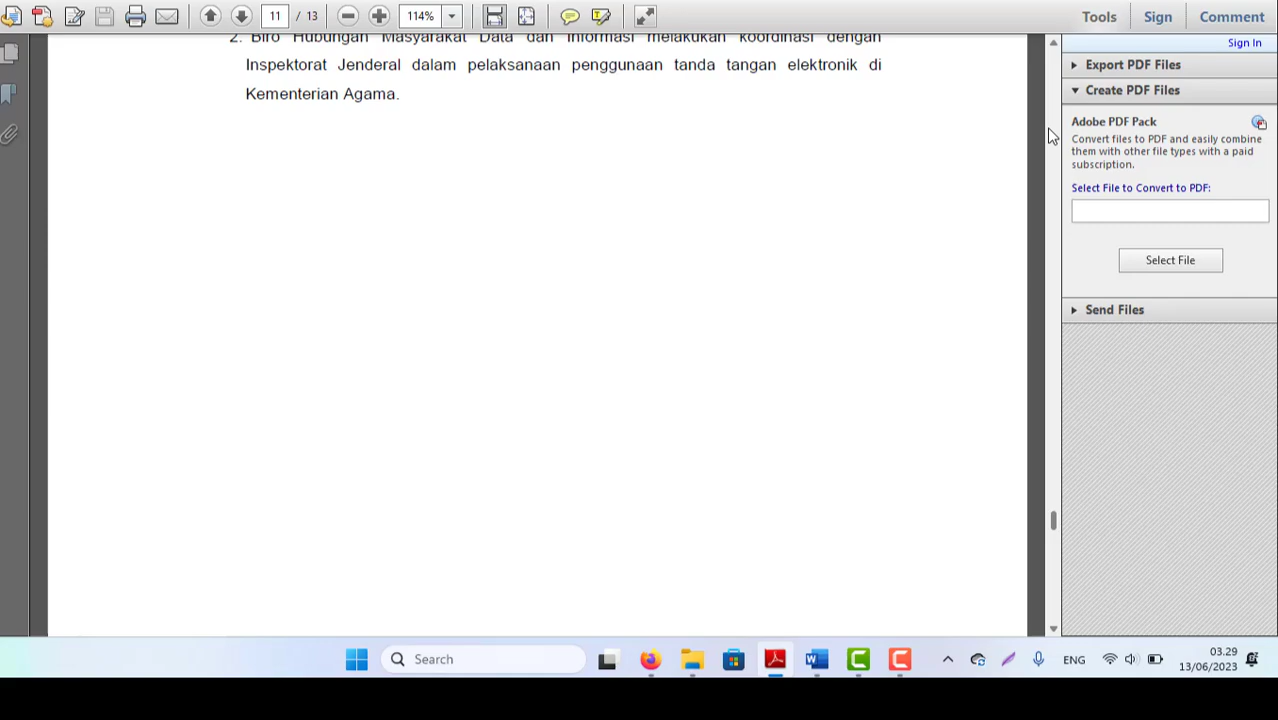 11 / 13
114%
Tools
Sign
Comment
Sign In
2. Biro Hubungan Masyarakat Data dan Informasi melakukan koordinasi dengan
Inspektorat Jenderal dalam pelaksanaan penggunaan tanda tangan elektronik di
Kementerian Agama.
Export PDF Files
Create PDF Files
Adobe PDF Pack
Convert files to PDF and easily combine
them with other file types with a paid
subscription.
Select File to Convert to PDF:
Select File
Send Files
Search
ENG
03.29
13/06/2023